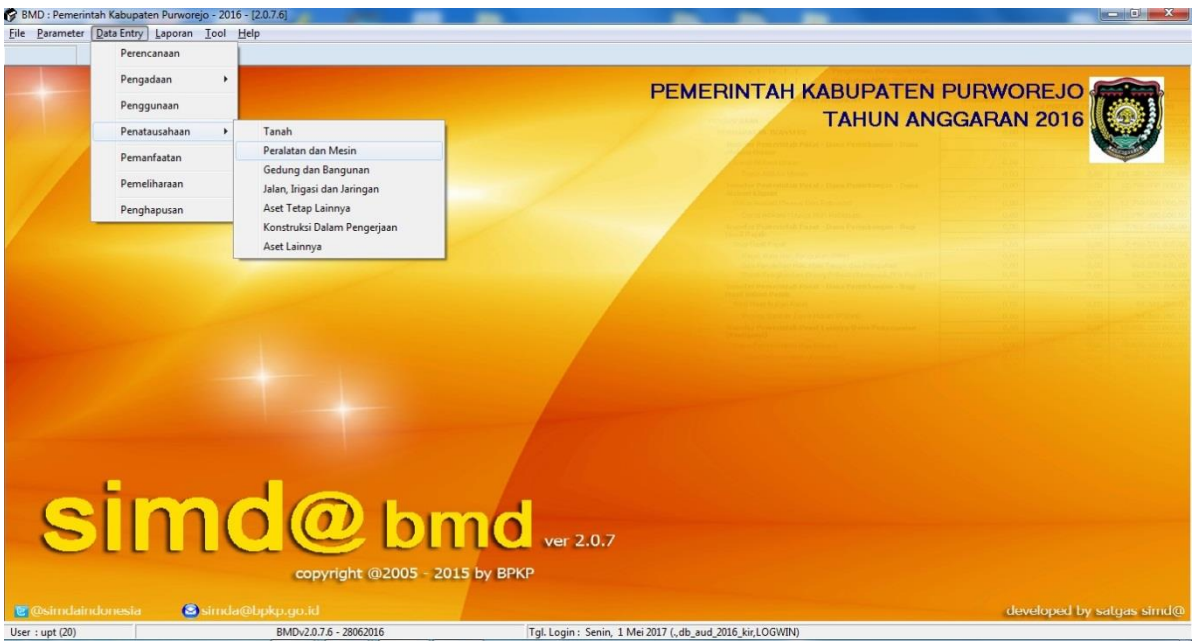 BMD : Pemerintah Kabupaten Purworejo - 2016 - [2.0.7.6]
File Parameter Data Entry Laporan Tool Help
Perencanaan
Pengadaan
Penggunaan
Penatausahaan
Pemanfaatan
Pemeliharaan
Penghapusan
Tanah
Peralatan dan Mesin
Gedung dan Bangunan
Jalan, Irigasi dan Jaringan
Aset Tetap Lainnya
Konstruksi Dalam Pengerjaan
Aset Lainnya
PEMERINTAH KABUPATEN PURWOREJO
TAHUN ANGGARAN 2016
simd@ bmd ver 2.0.7
copyright @2005 - 2015 by BPKP
@simdaindonesia simda@bpkp.go.id developed by satgas simd@
User : upt (20) BMDv2.0.7.6 - 28062016 Tgl. Login : Senin, 1 Mei 2017 (.,db_aud_2016_kir,LOGWIN)